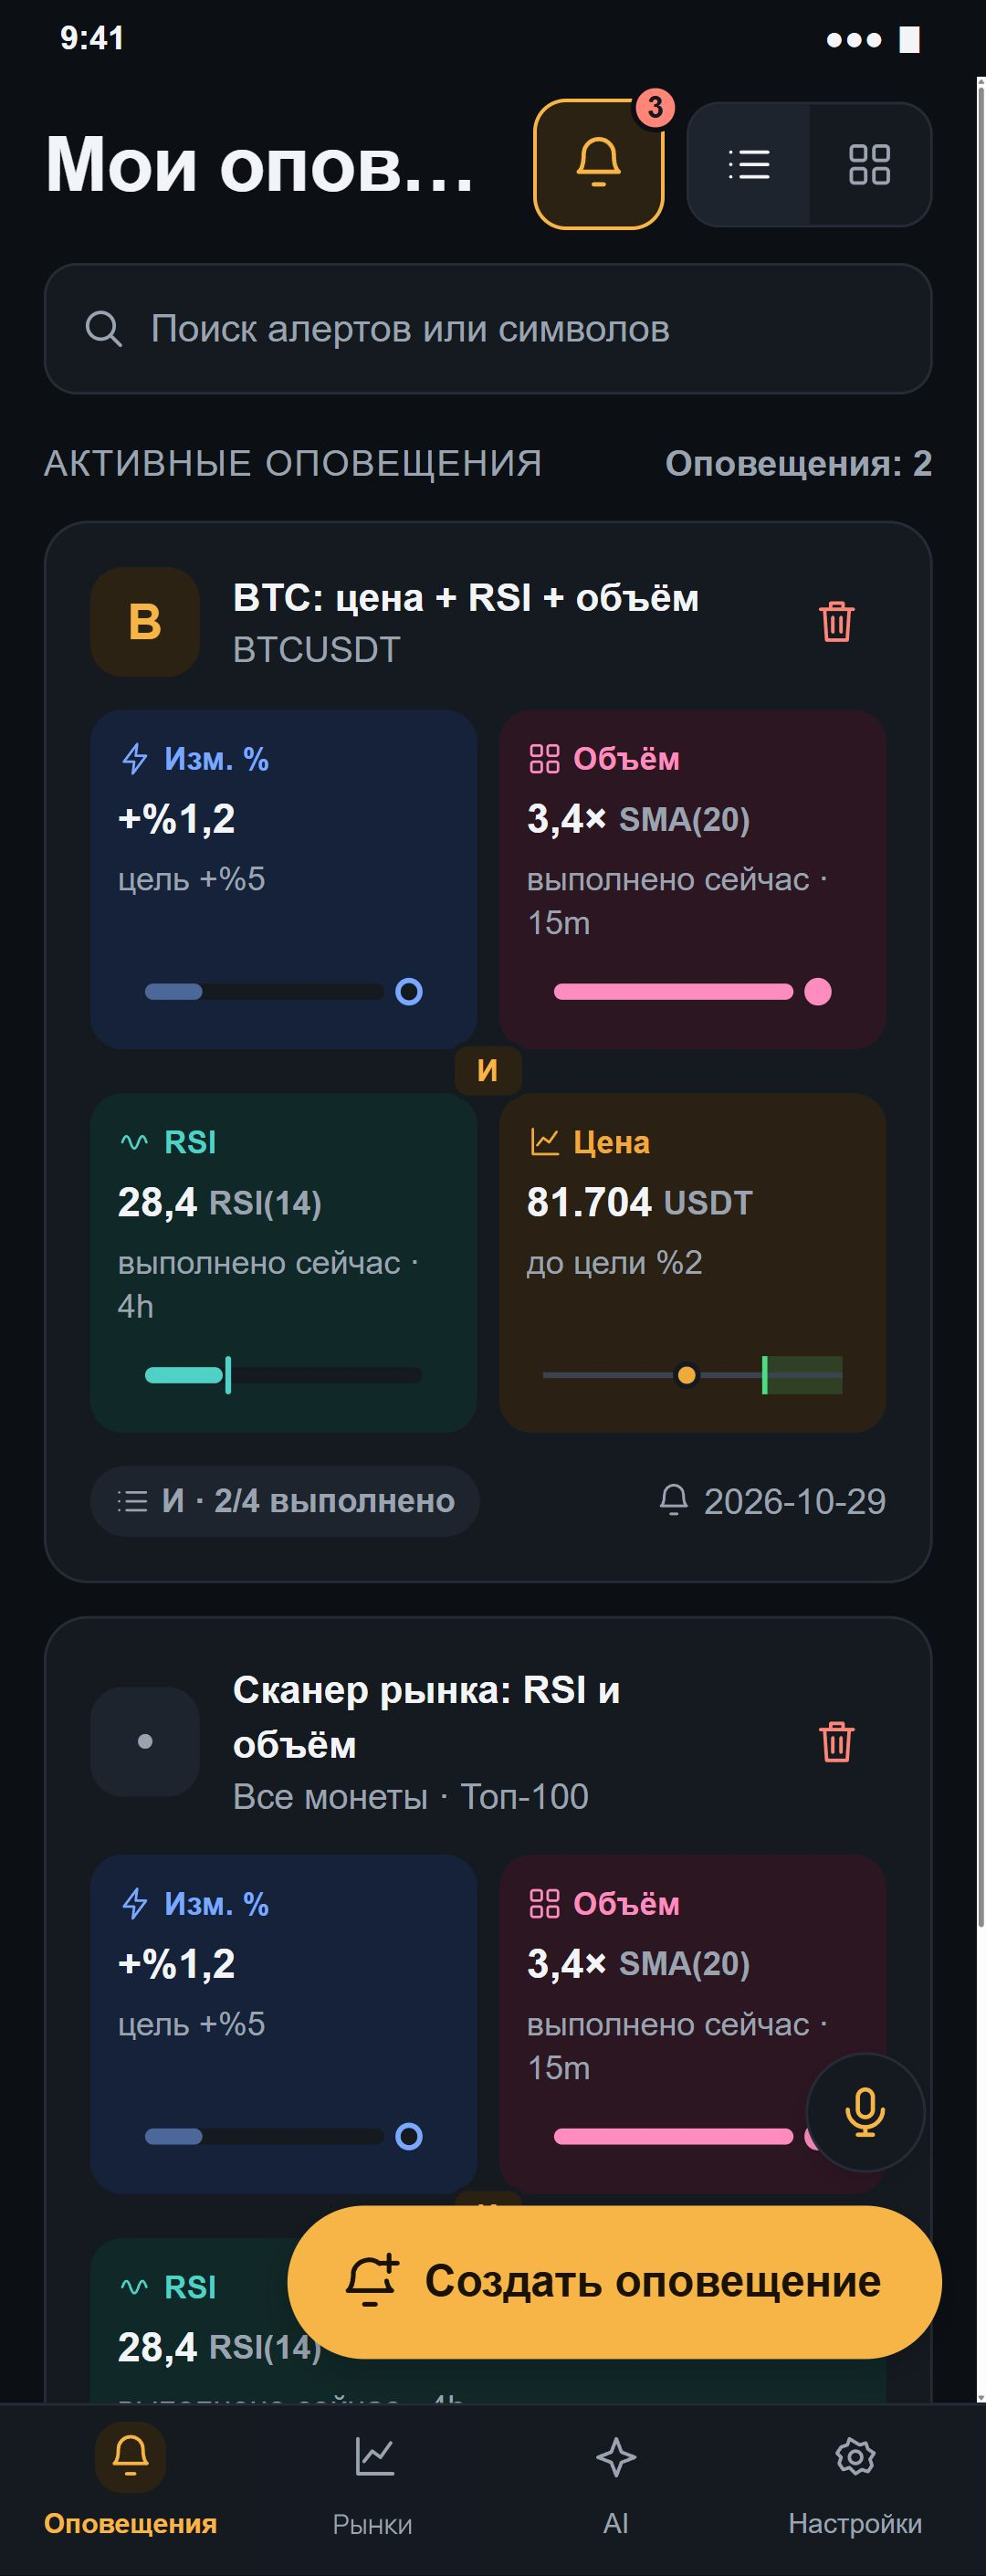 9:41
Мои опов...
3
Поиск алертов или символов
АКТИВНЫЕ ОПОВЕЩЕНИЯ
Оповещения: 2
B
BTC: цена + RSI + объём
BTCUSDT
Изм. %
+%1,2
цель +%5
Объём
3,4× SMA(20)
выполнено сейчас ·
15m
И
RSI
28,4 RSI(14)
выполнено сейчас ·
4h
Цена
81.704 USDT
до цели %2
И · 2/4 выполнено
2026-10-29
Сканер рынка: RSI и
объём
Все монеты · Топ-100
Изм. %
+%1,2
цель +%5
Объём
3,4× SMA(20)
выполнено сейчас ·
15m
RSI
28,4 RSI(14)
Создать оповещение
Оповещения
Рынки
AI
Настройки